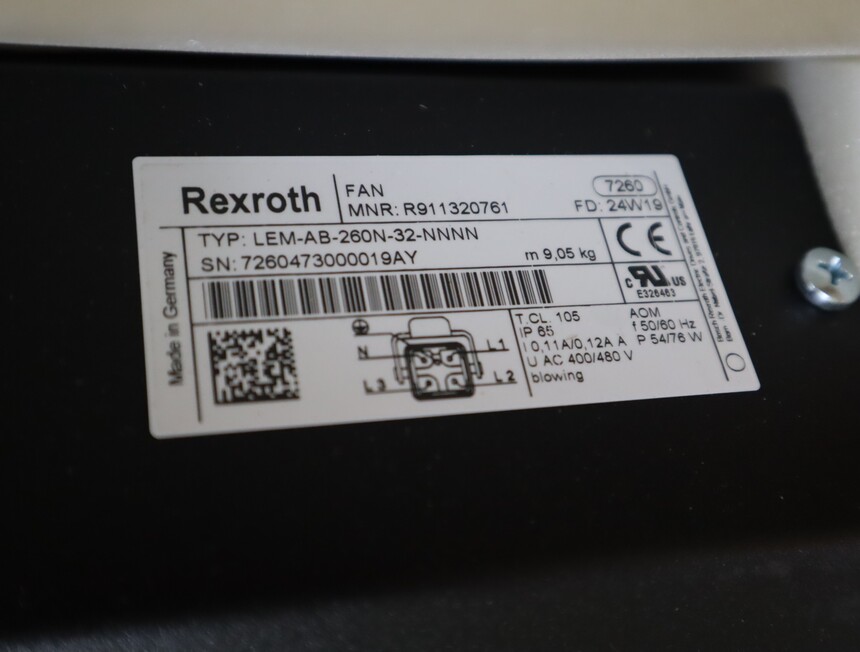 Rexroth
FAN
MNR: R911320761
7260
FD: 24W19
TYP: LEM-AB-260N-32-NNNN
SN: 7260473000019AY
m 9,05 kg
CE
c RU US
E326463
Made in Germany
N
L1
L3
L2
T.CL. 105
IP 65
I 0,11A/0,12A A
U AC 400/480 V
blowing
AOM
f 50/60 Hz
P 54/76 W